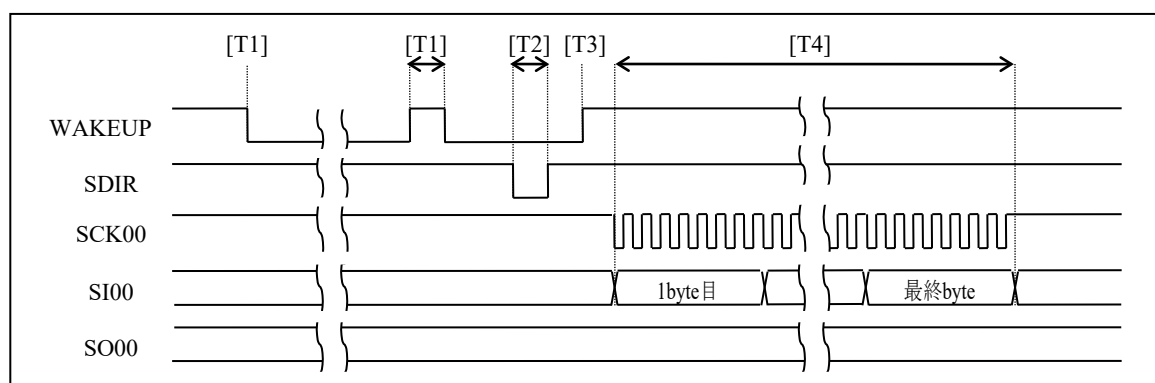 [T1] [T1] [T2] [T3] [T4]
WAKEUP
SDIR
SCK00
SI00 1byte目 最終byte
SO00